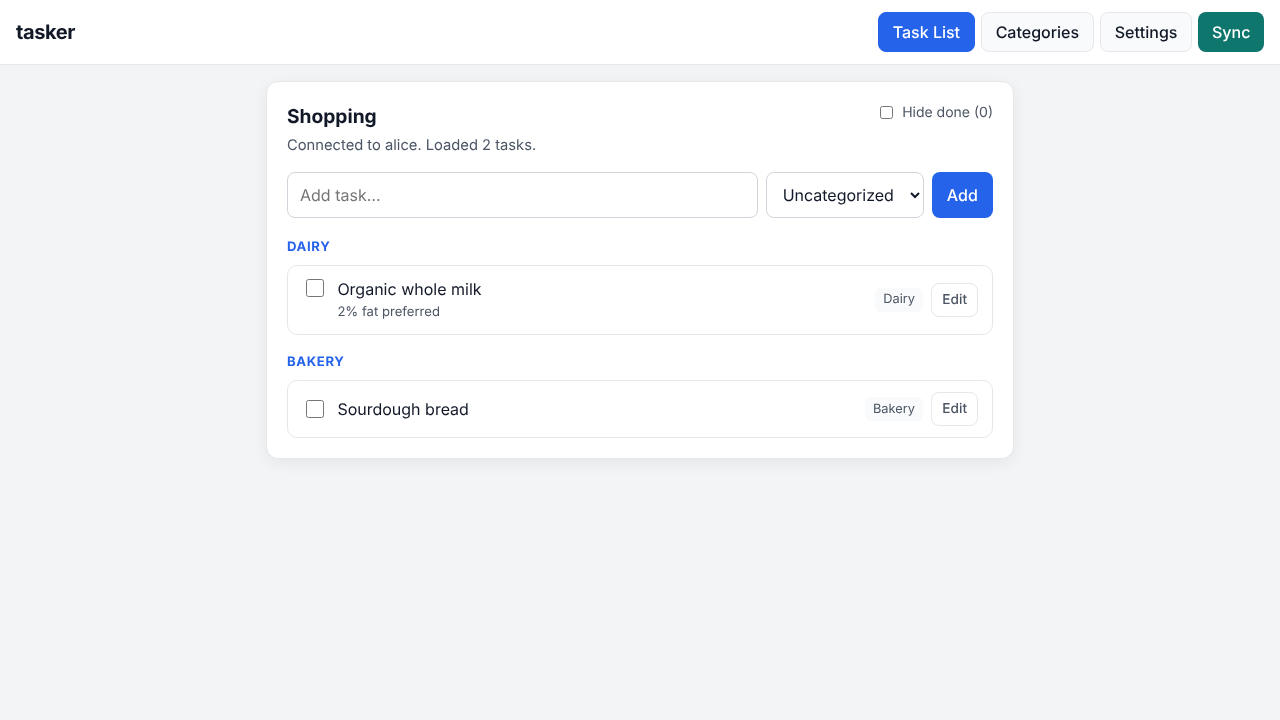 tasker
Task List
Categories
Settings
Sync
Shopping
Hide done (0)
Connected to alice. Loaded 2 tasks.
Add task...
Uncategorized
Add
DAIRY
Organic whole milk
2% fat preferred
Dairy
Edit
BAKERY
Sourdough bread
Bakery
Edit